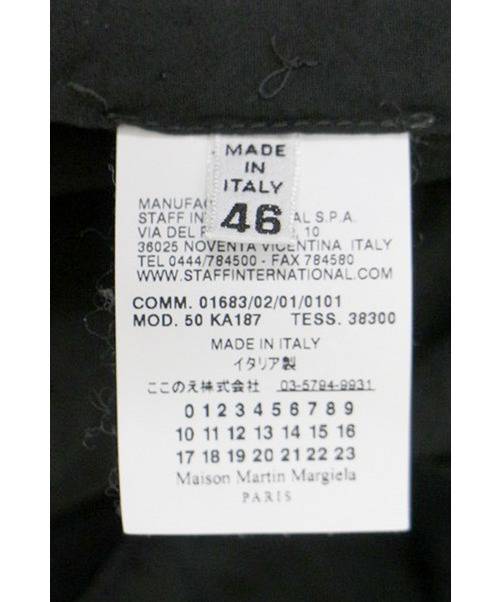 MADE
IN
ITALY
46
MANUFAC
STAFF IN AL S.P.A.
VIA DEL , 10
36025 NOVENTA VICENTINA ITALY
TEL 0444/784500 - FAX 784580
WWW.STAFFINTERNATIONAL.COM
COMM. 01683/02/01/0101
MOD. 50 KA187 TESS. 38300
MADE IN ITALY
イタリア製
ここのえ株式会社 03-5794-9931
0 1 2 3 4 5 6 7 8 9
10 11 12 13 14 15 16
17 18 19 20 21 22 23
Maison Martin Margiela
PARIS